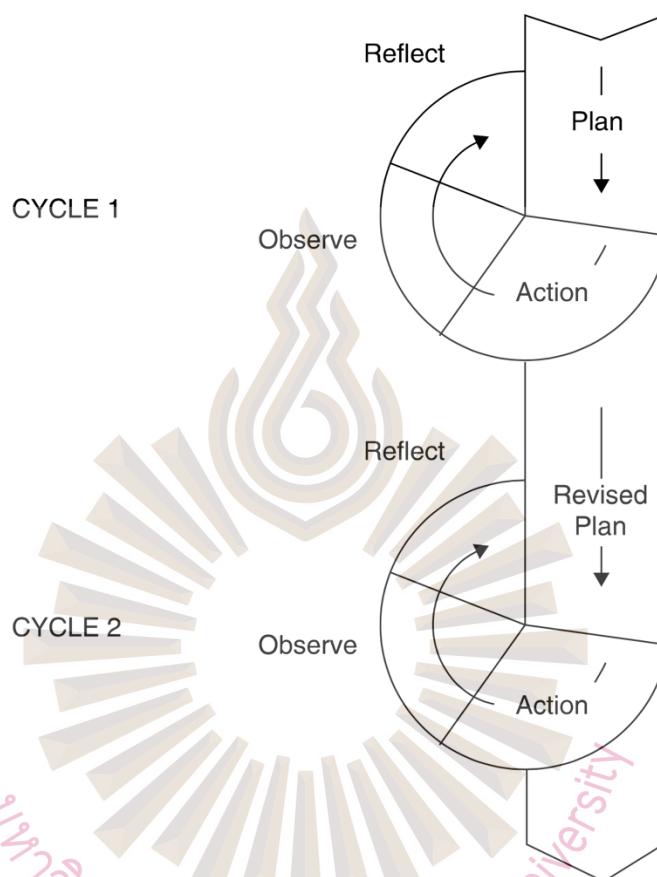 Reflect
Plan
CYCLE 1
Observe
Action
Reflect
Revised
Plan
CYCLE 2
Observe
Action